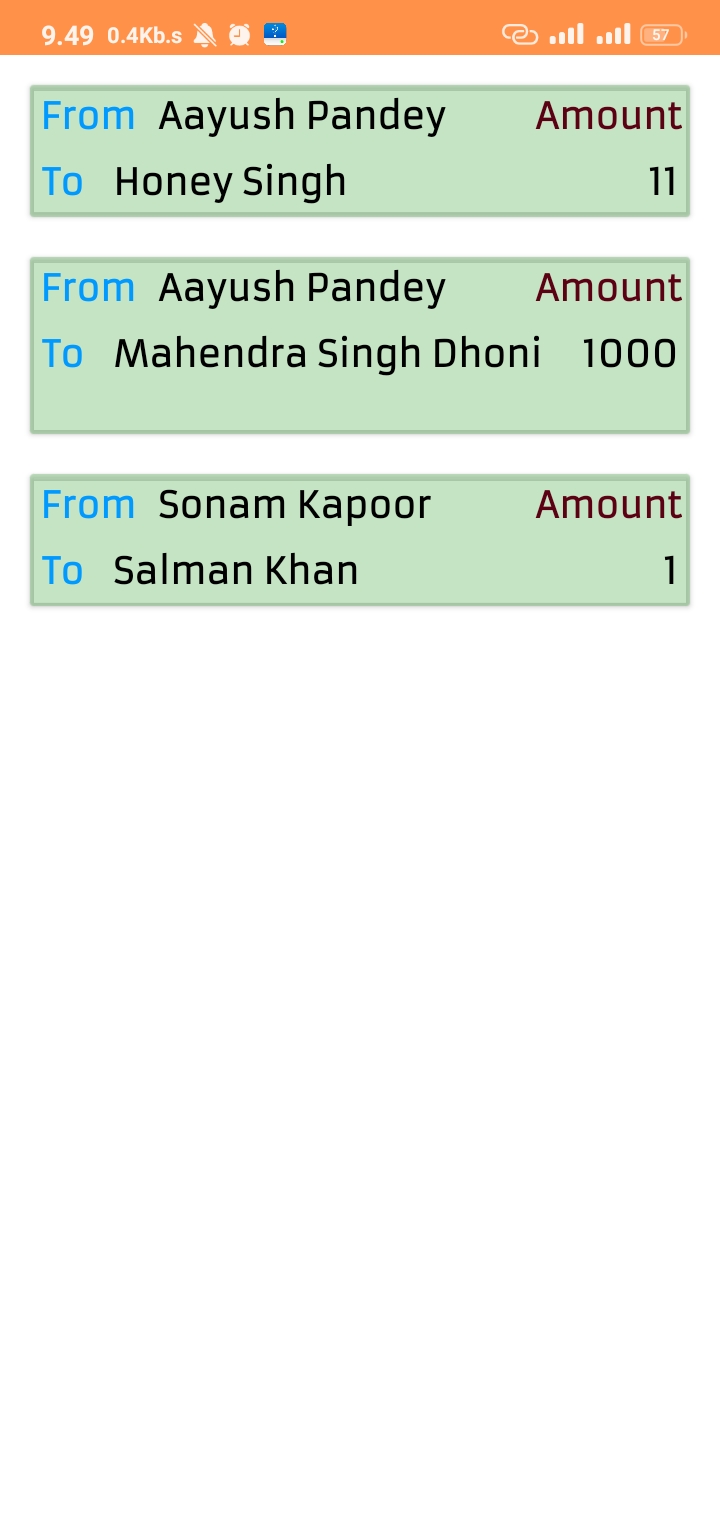 9.49 0.4Kb.s 57
From Aayush Pandey Amount
To Honey Singh 11
From Aayush Pandey Amount
To Mahendra Singh Dhoni 1000
From Sonam Kapoor Amount
To Salman Khan 1